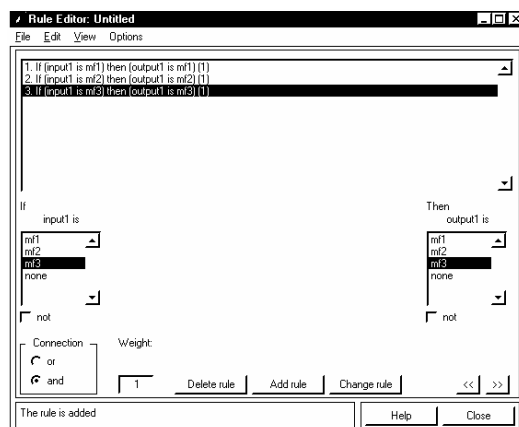 Rule Editor: Untitled
File Edit View Options
1. If (input1 is mf1) then (output1 is mf1) (1)
2. If (input1 is mf2) then (output1 is mf2) (1)
3. If (input1 is mf3) then (output1 is mf3) (1)
If
input1 is
Then
output1 is
mf1
mf2
mf3
none
mf1
mf2
mf3
none
not
not
Connection
or
and
Weight:
1
Delete rule
Add rule
Change rule
<<
>>
The rule is added
Help
Close